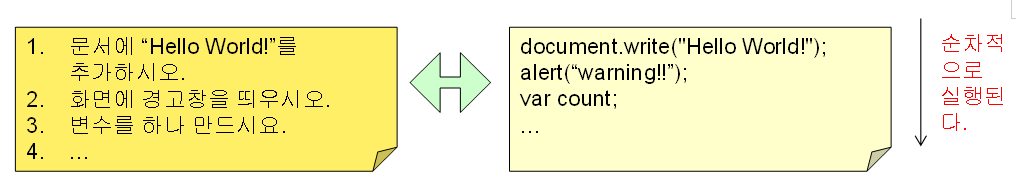 1. 문서에 “Hello World!”를
추가하시오.
2. 화면에 경고창을 띄우시오.
3. 변수를 하나 만드시요.
4. …
document.write("Hello World!");
alert(“warning!!”);
var count;
…
순차적
으로
실행된
다.